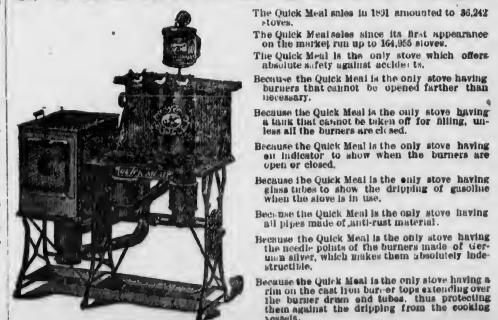 The Quick Meal sales in 1891 amounted to 36,242
stoves.
The Quick Meal sales since its first appearance
on the market run up to 164,955 stoves.
The Quick Meal is the only stove which offers
absolute safety against accidents.
Because the Quick Meal is the only stove having
burners that cannot be opened farther than
necessary.
Because the Quick Meal is the only stove having
a tank that cannot be taken off for filling, un-
less all the burners are closed.
Because the Quick Meal is the only stove having
an indicator to show when the burners are
open or closed.
Because the Quick Meal is the only stove having
glass tubes to show the dripping of gasoline
when the stove is in use.
Because the Quick Meal is the only stove having
all pipes made of anti-rust material.
Because the Quick Meal is the only stove having
the needle points of the burners made of Ger-
man silver, which makes them absolutely inde-
structible.
Because the Quick Meal is the only stove having a
rim on the cast iron burner tops extending over
the burner drum and tubes, thus protecting
them against the dripping from the cooking
vessels.